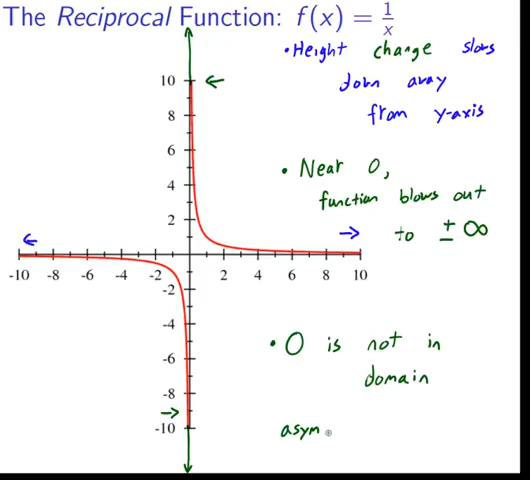 The Reciprocal Function: f(x) = 1/x
• Height change slows
down away
from y-axis
• Near 0,
function blows out
to ± ∞
• 0 is not in
domain
asym
10
8
6
4
2
-10 -8 -6 -4 -2 2 4 6 8 10
-2
-4
-6
-8
-10